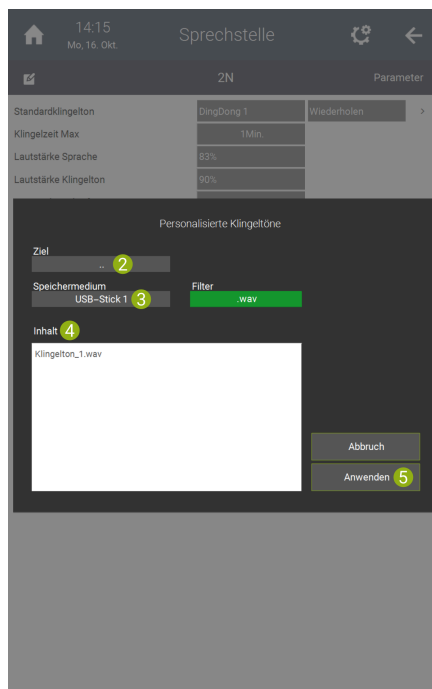 14:15
Mo, 16. Okt.
Sprechstelle
2N
Parameter
Standardklingelton DingDong 1 Wiederholen >
Klingelzeit Max 1Min.
Lautstärke Sprache 83%
Lautstärke Klingelton 90%
Personalisierte Klingeltöne
Ziel
.. 2
Speichermedium Filter
USB-Stick 1 3 .wav
Inhalt 4
Klingelton_1.wav
Abbruch
Anwenden 5